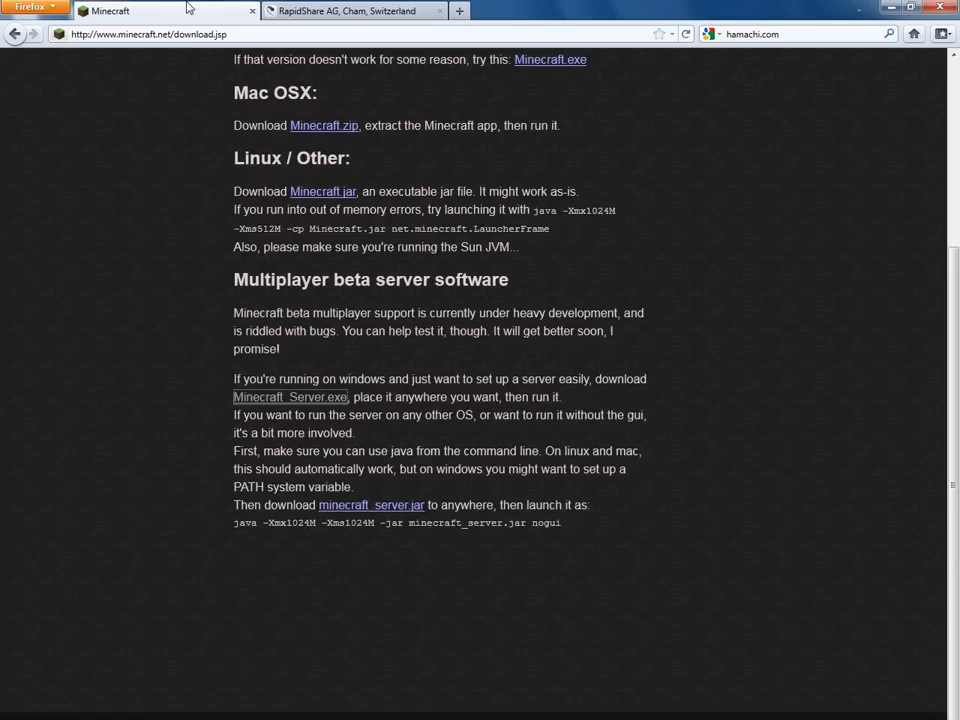 Firefox
Minecraft
RapidShare AG, Cham, Switzerland
http://www.minecraft.net/download.jsp
hamachi.com
If that version doesn't work for some reason, try this: Minecraft.exe
Mac OSX:
Download Minecraft.zip, extract the Minecraft app, then run it.
Linux / Other:
Download Minecraft.jar, an executable jar file. It might work as-is.
If you run into out of memory errors, try launching it with java -Xmx1024M
-Xms512M -cp Minecraft.jar net.minecraft.LauncherFrame
Also, please make sure you're running the Sun JVM...
Multiplayer beta server software
Minecraft beta multiplayer support is currently under heavy development, and
is riddled with bugs. You can help test it, though. It will get better soon, I
promise!
If you're running on windows and just want to set up a server easily, download
Minecraft_Server.exe, place it anywhere you want, then run it.
If you want to run the server on any other OS, or want to run it without the gui,
it's a bit more involved.
First, make sure you can use java from the command line. On linux and mac,
this should automatically work, but on windows you might want to set up a
PATH system variable.
Then download minecraft_server.jar to anywhere, then launch it as:
java -Xmx1024M -Xms1024M -jar minecraft_server.jar nogui